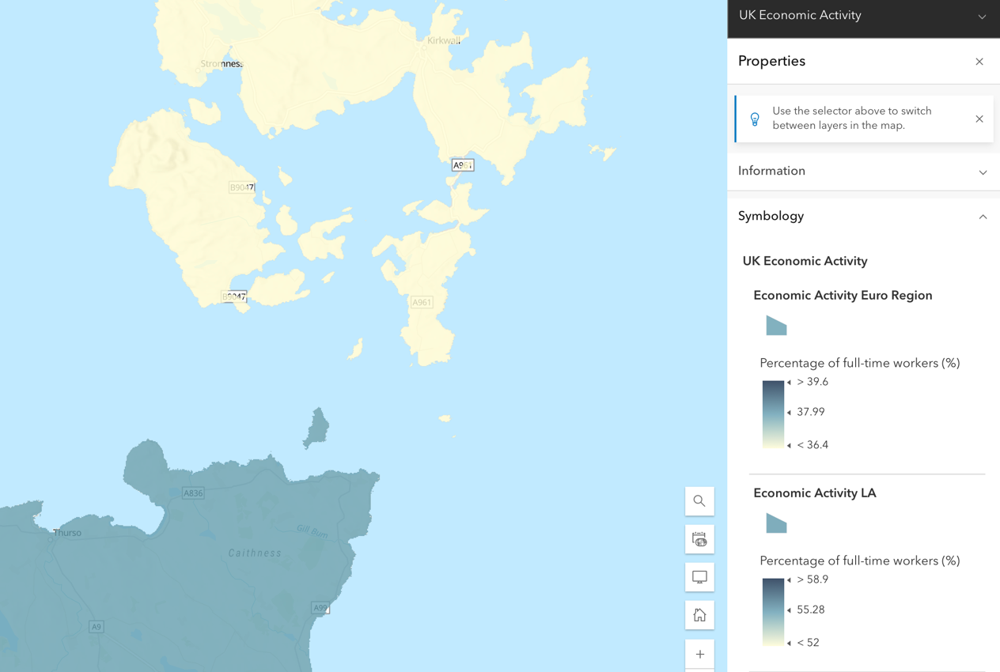 Kirkwall
Stromness
A961
B9047
B9047
A961
A836
Thurso
Gill Burn
Caithness
A99
A9
UK Economic Activity
Properties
Use the selector above to switch
between layers in the map.
Information
Symbology
UK Economic Activity
Economic Activity Euro Region
Percentage of full-time workers (%)
> 39.6
37.99
< 36.4
Economic Activity LA
Percentage of full-time workers (%)
> 58.9
55.28
< 52